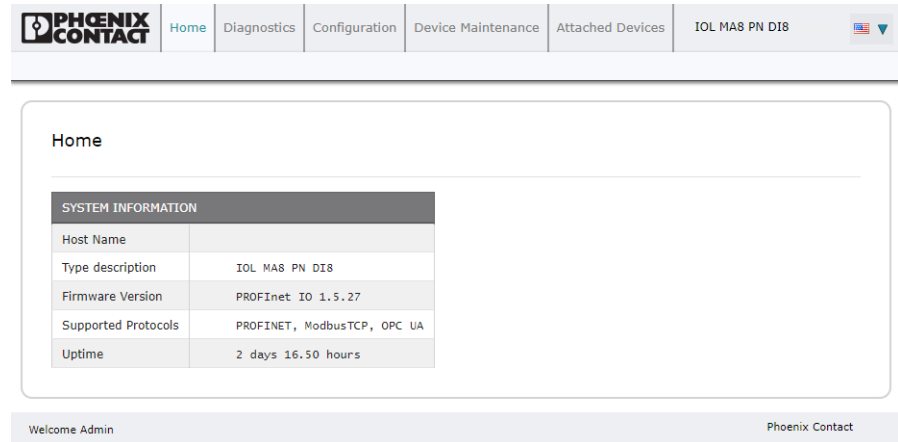 PHŒNIX CONTACT
Home Diagnostics Configuration Device Maintenance Attached Devices IOL MA8 PN DI8
Home
SYSTEM INFORMATION
Host Name
Type description IOL MA8 PN DI8
Firmware Version PROFInet IO 1.5.27
Supported Protocols PROFINET, ModbusTCP, OPC UA
Uptime 2 days 16.50 hours
Welcome Admin Phoenix Contact